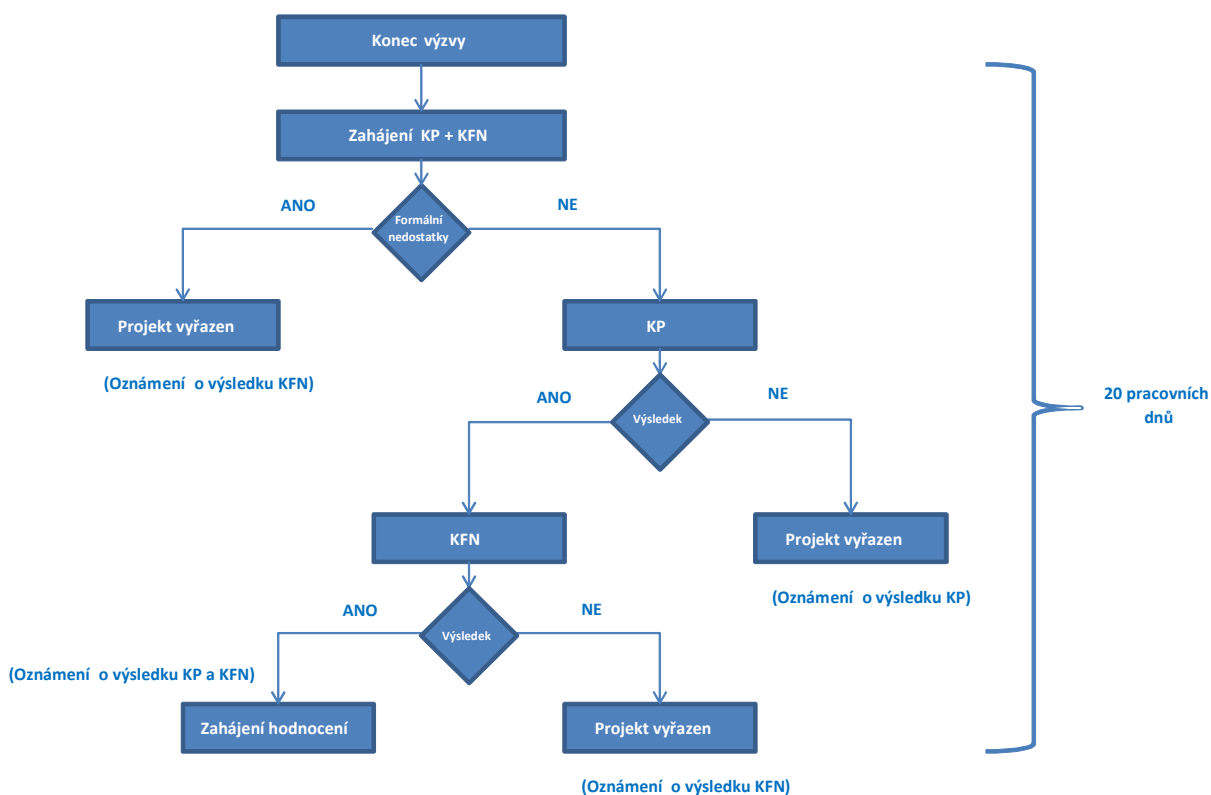 Konec výzvy
Zahájení KP + KFN
ANO
NE
Formální
nedostatky
Projekt vyřazen
KP
(Oznámení o výsledku KFN)
ANO
NE
Výsledek
20 pracovních
dnů
KFN
Projekt vyřazen
(Oznámení o výsledku KP)
ANO
NE
Výsledek
(Oznámení o výsledku KP a KFN)
Zahájení hodnocení
Projekt vyřazen
(Oznámení o výsledku KFN)